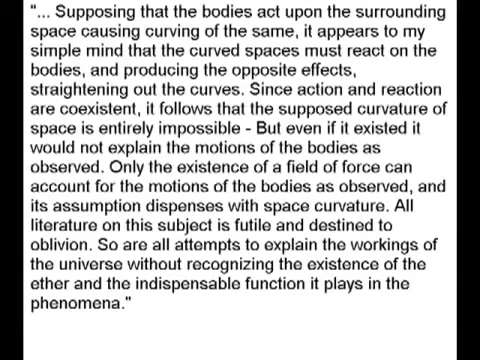 "... Supposing that the bodies act upon the surrounding
space causing curving of the same, it appears to my
simple mind that the curved spaces must react on the
bodies, and producing the opposite effects,
straightening out the curves. Since action and reaction
are coexistent, it follows that the supposed curvature of
space is entirely impossible - But even if it existed it
would not explain the motions of the bodies as
observed. Only the existence of a field of force can
account for the motions of the bodies as observed, and
its assumption dispenses with space curvature. All
literature on this subject is futile and destined to
oblivion. So are all attempts to explain the workings of
the universe without recognizing the existence of the
ether and the indispensable function it plays in the
phenomena."